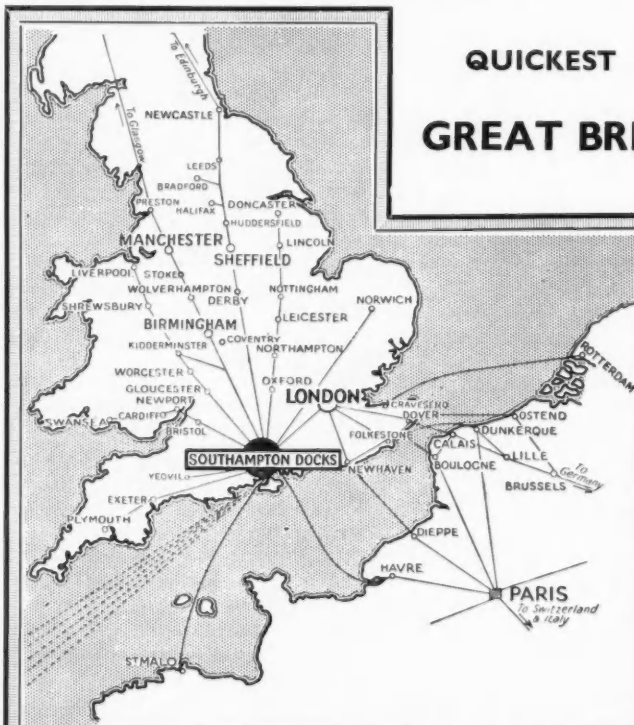 QUICKEST
GREAT BRI
To Edinburgh
To Glasgow
NEWCASTLE
LEEDS
BRADFORD
HALIFAX
DONCASTER
PRESTON
HUDDERSFIELD
MANCHESTER
SHEFFIELD
LINCOLN
LIVERPOOL
STOKE
WOLVERHAMPTON
DERBY
NOTTINGHAM
NORWICH
SHREWSBURY
LEICESTER
BIRMINGHAM
COVENTRY
KIDDERMINSTER
NORTHAMPTON
WORCESTER
OXFORD
GLOUCESTER
LONDON
ROTTERDAM
NEWPORT
CARDIFF
SWANSEA
BRISTOL
GRAVESEND
DOVER
OSTEND
FOLKESTONE
DUNKERQUE
CALAIS
SOUTHAMPTON DOCKS
NEWHAVEN
BOULOGNE
LILLE
To Germany
BRUSSELS
YEOVIL
EXETER
PLYMOUTH
DIEPPE
HAVRE
PARIS
To Switzerland
& Italy
ST MALO